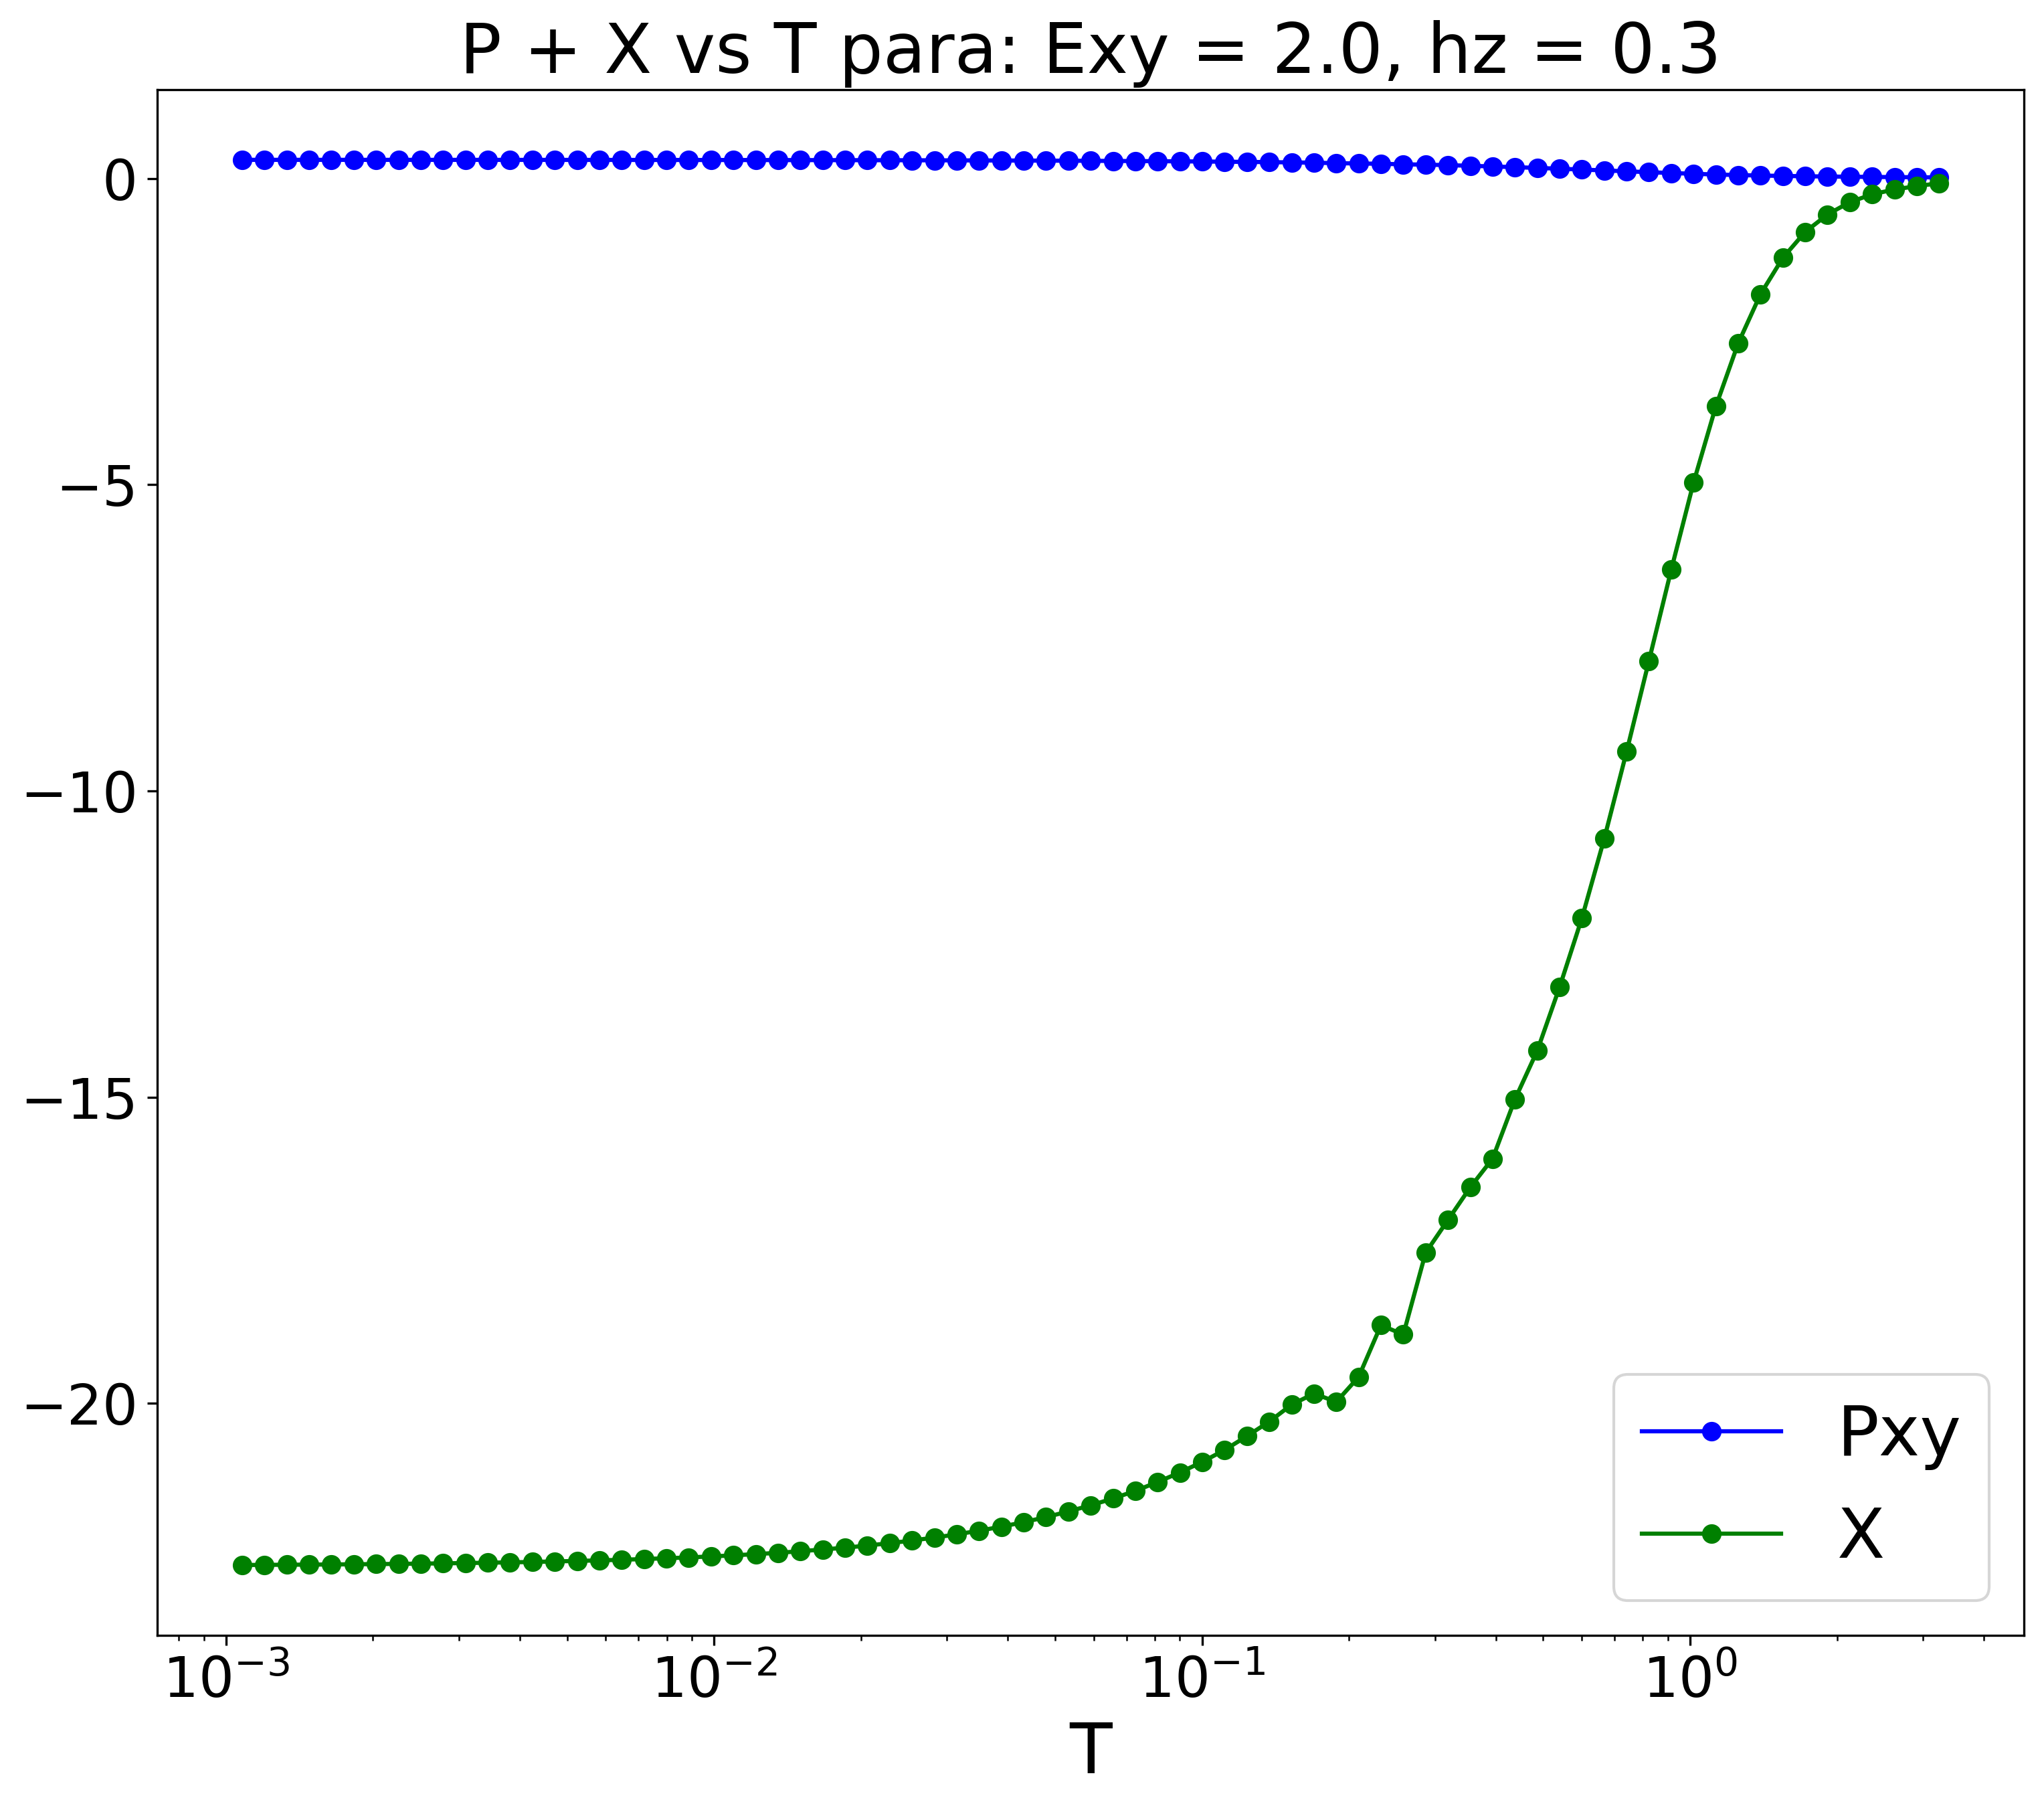 P + X vs T para: Exy = 2.0, hz = 0.3
0
−5
−10
−15
−20
Pxy
X
10⁻³ 10⁻² 10⁻¹ 10⁰
T